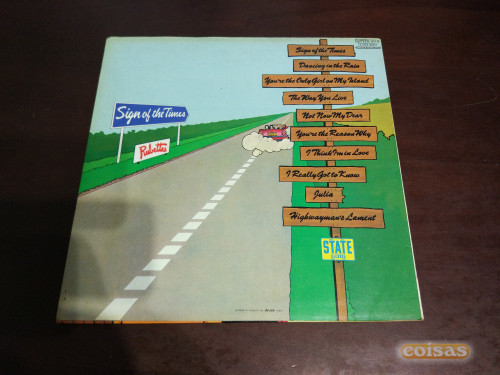 Sign of the Times
Rubettes
Sign of the Times
Dancing in the Rain
You're the Only Girl on My Island
The Way You Live
Not Now My Dear
You're the Reason Why
I Think I'm in Love
I Really Got to Know
Julia
Highwayman's Lament
STATE
coisas